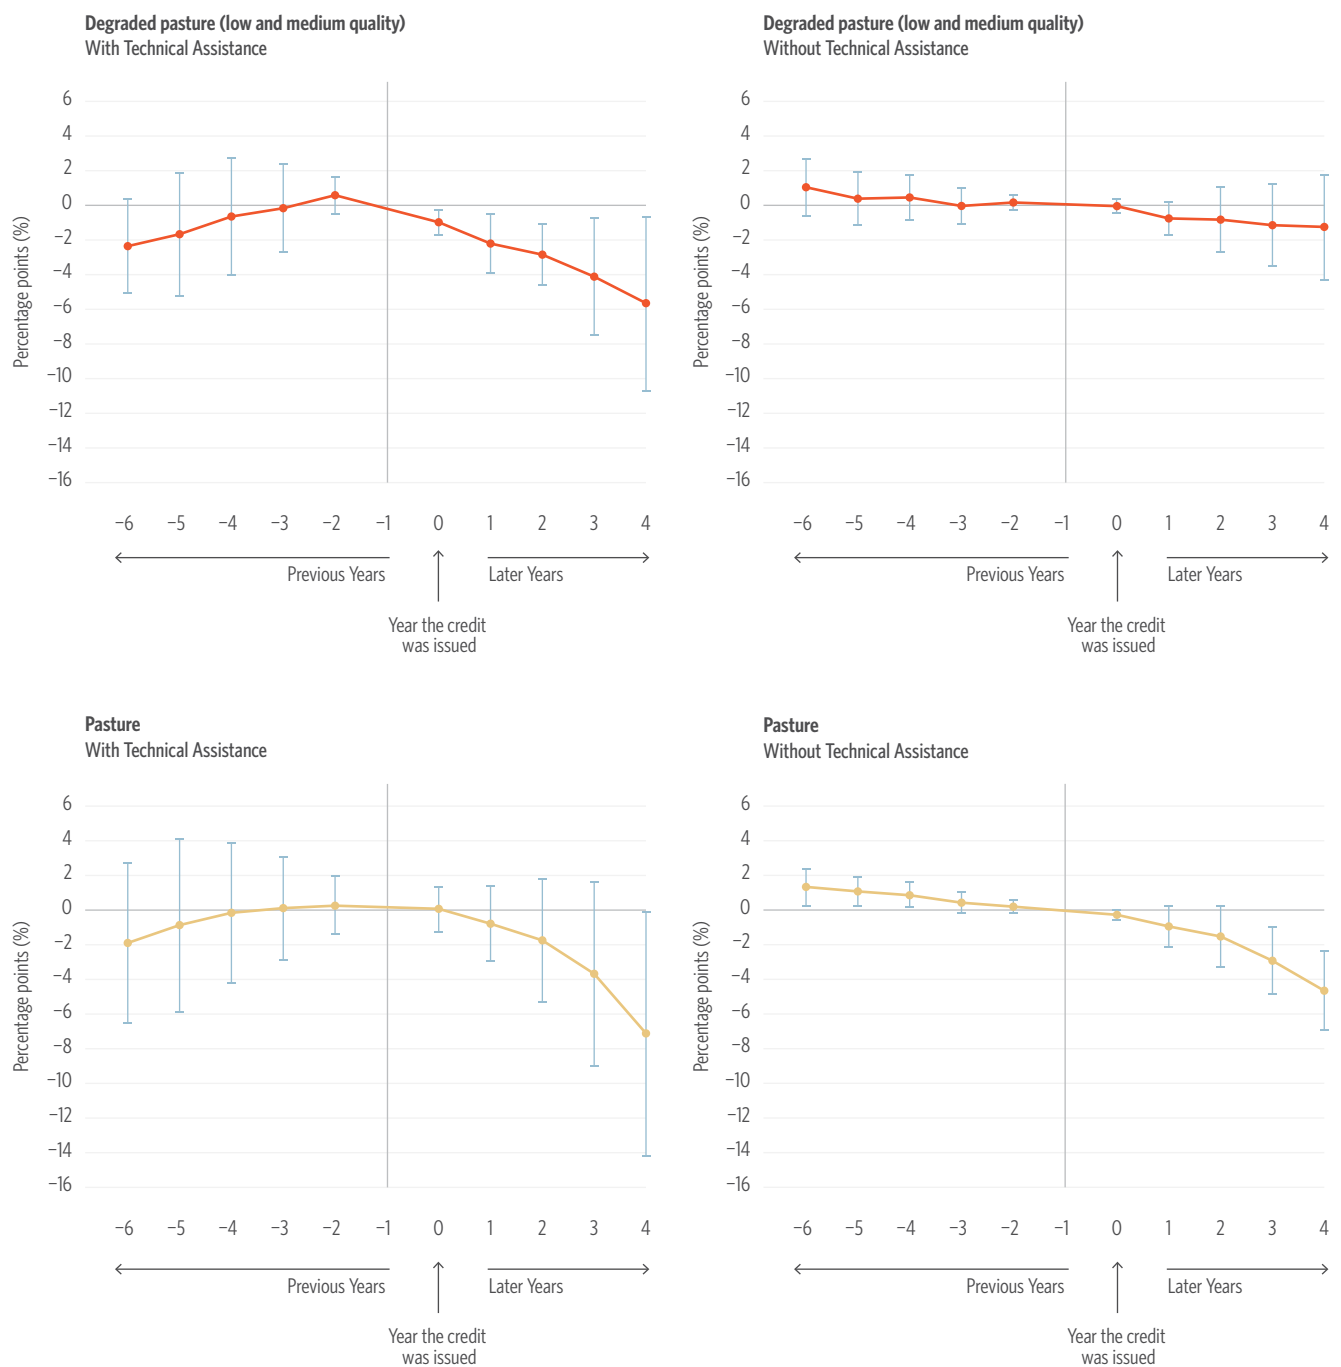 Degraded pasture (low and medium quality)
With Technical Assistance
Percentage points (%)
6
4
2
0
−2
−4
−6
−8
−10
−12
−14
−16
−6 −5 −4 −3 −2 −1 0 1 2 3 4
Previous Years
Later Years
Year the credit
was issued
Degraded pasture (low and medium quality)
Without Technical Assistance
Percentage points (%)
6
4
2
0
−2
−4
−6
−8
−10
−12
−14
−16
−6 −5 −4 −3 −2 −1 0 1 2 3 4
Previous Years
Later Years
Year the credit
was issued
Pasture
With Technical Assistance
Percentage points (%)
6
4
2
0
−2
−4
−6
−8
−10
−12
−14
−16
−6 −5 −4 −3 −2 −1 0 1 2 3 4
Previous Years
Later Years
Year the credit
was issued
Pasture
Without Technical Assistance
Percentage points (%)
6
4
2
0
−2
−4
−6
−8
−10
−12
−14
−16
−6 −5 −4 −3 −2 −1 0 1 2 3 4
Previous Years
Later Years
Year the credit
was issued